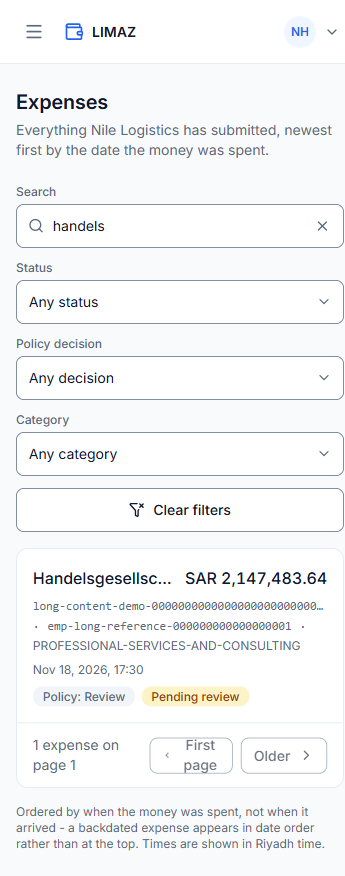 LIMAZ
NH
Expenses
Everything Nile Logistics has submitted, newest
first by the date the money was spent.
Search
handels
Status
Any status
Policy decision
Any decision
Category
Any category
Clear filters
Handelsgesellsc... SAR 2,147,483.64
long-content-demo-0000000000000000000000000…
· emp-long-reference-000000000000000001 ·
PROFESSIONAL-SERVICES-AND-CONSULTING
Nov 18, 2026, 17:30
Policy: Review Pending review
1 expense on
page 1
First
page
Older
Ordered by when the money was spent, not when it
arrived - a backdated expense appears in date order
rather than at the top. Times are shown in Riyadh time.